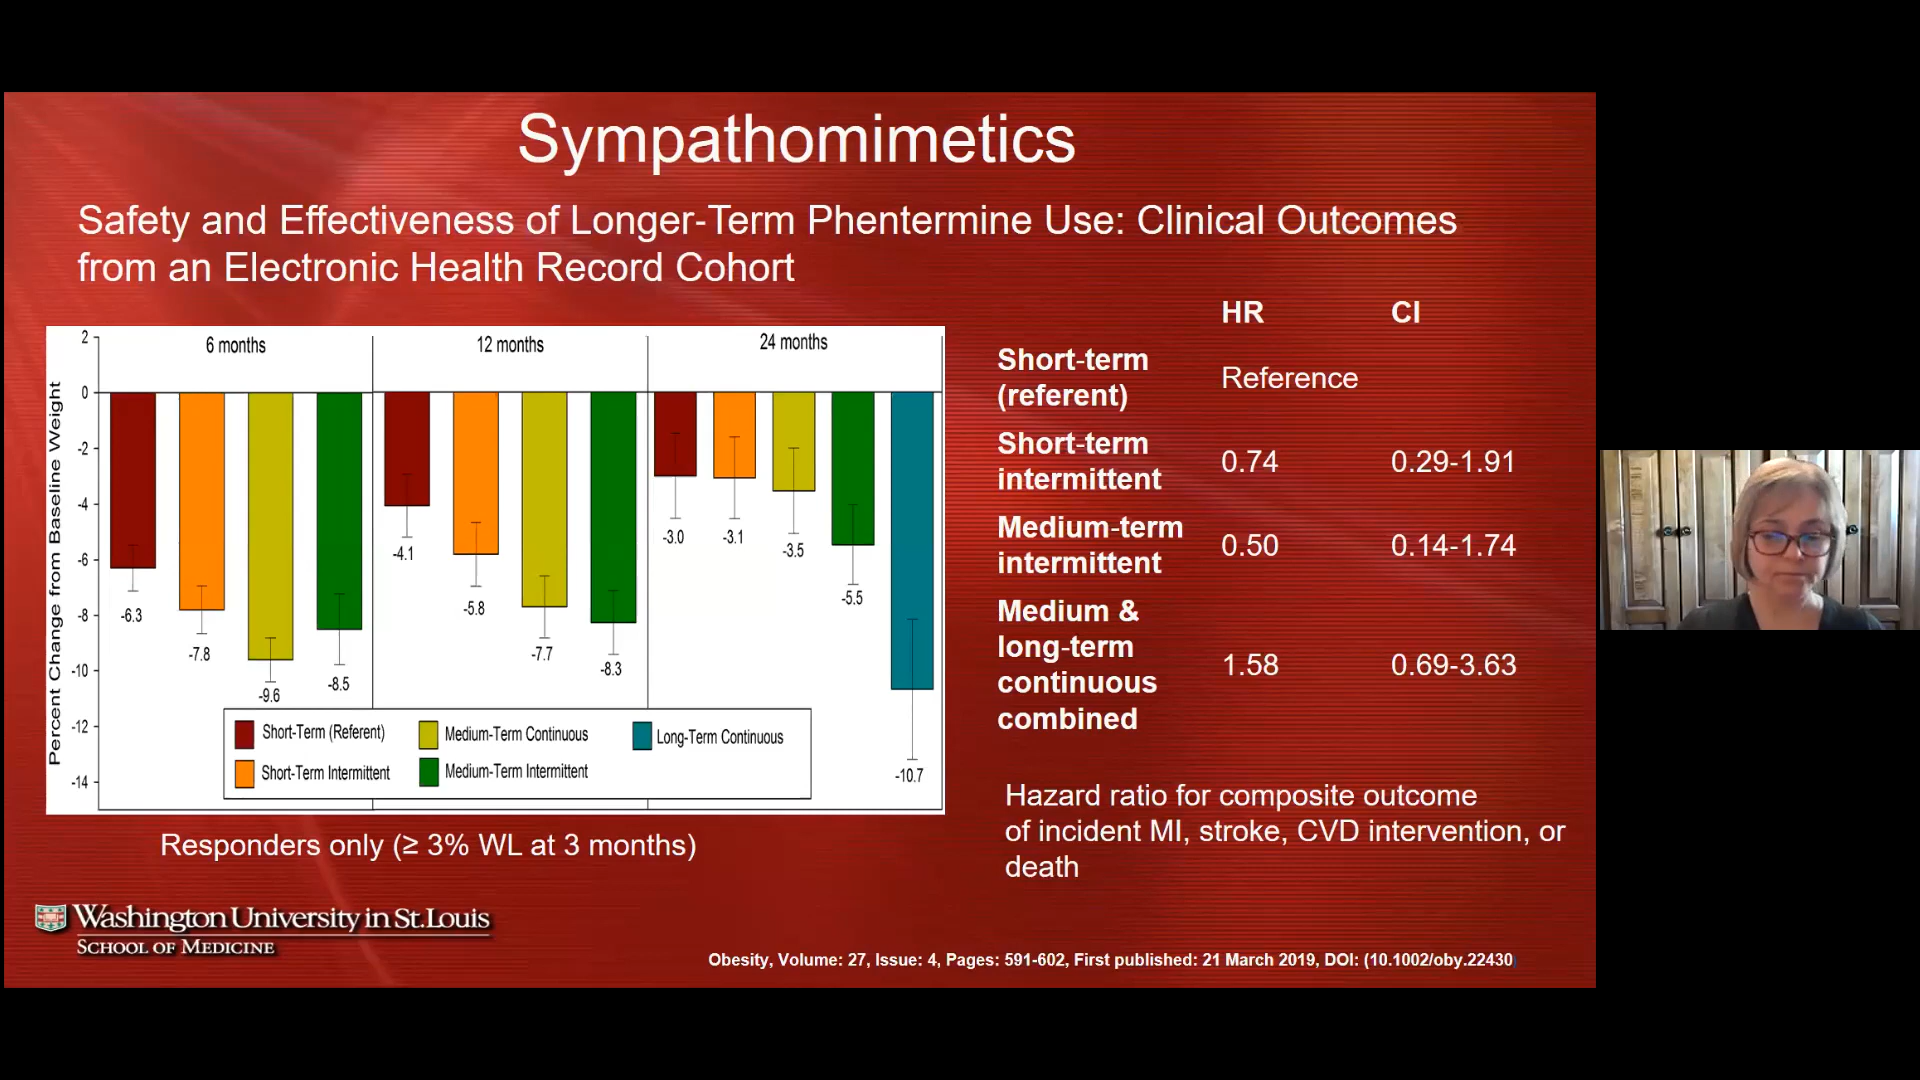 Sympathomimetics
Safety and Effectiveness of Longer-Term Phentermine Use: Clinical Outcomes
from an Electronic Health Record Cohort
Percent Change from Baseline Weight
2
0
-2
-4
-6
-8
-10
-12
-14
6 months
12 months
24 months
-6.3
-7.8
-9.6
-8.5
-4.1
-5.8
-7.7
-8.3
-3.0
-3.1
-3.5
-5.5
-10.7
Short-Term (Referent)
Medium-Term Continuous
Long-Term Continuous
Short-Term Intermittent
Medium-Term Intermittent
Responders only (≥ 3% WL at 3 months)
HR CI
Short-term
(referent)
Reference
Short-term
intermittent
0.74 0.29-1.91
Medium-term
intermittent
0.50 0.14-1.74
Medium &
long-term
continuous
combined
1.58 0.69-3.63
Hazard ratio for composite outcome
of incident MI, stroke, CVD intervention, or
death
Washington University in St. Louis
School of Medicine
Obesity, Volume: 27, Issue: 4, Pages: 591-602, First published: 21 March 2019, DOI: (10.1002/oby.22430)